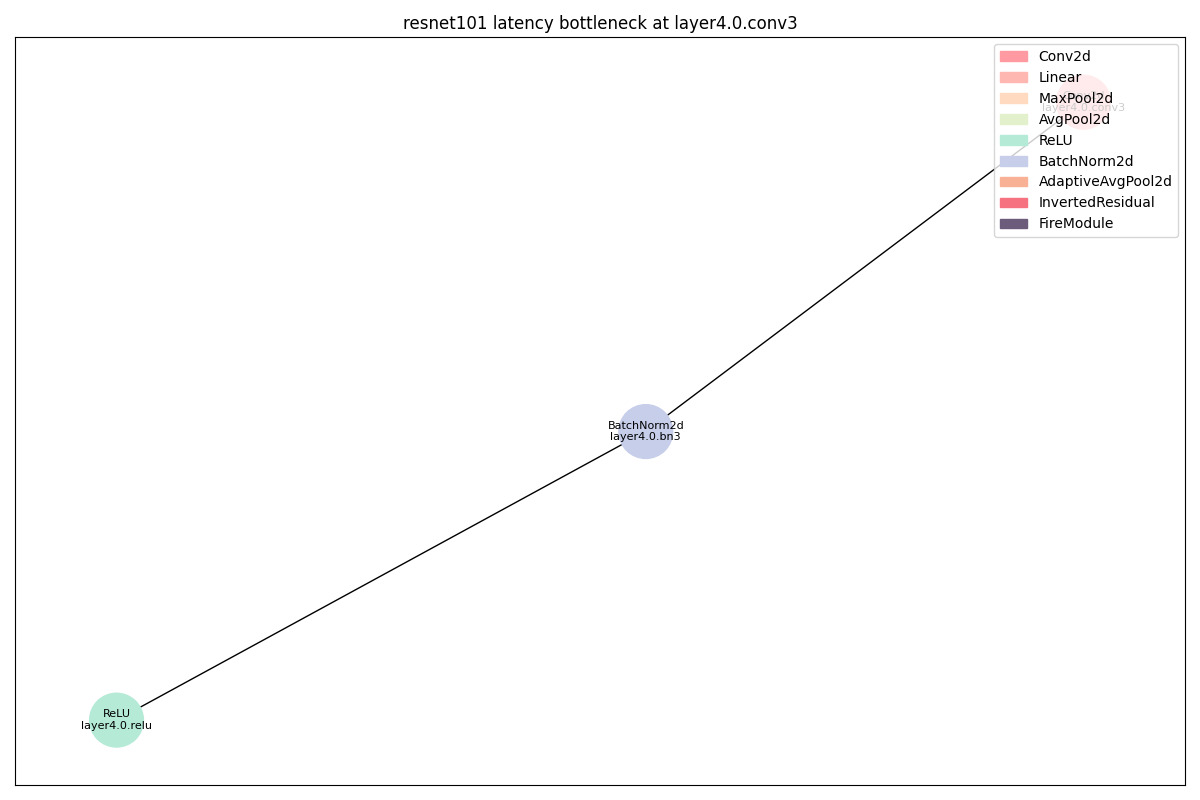 resnet101 latency bottleneck at layer4.0.conv3
Conv2d
Linear
MaxPool2d
AvgPool2d
ReLU
BatchNorm2d
AdaptiveAvgPool2d
InvertedResidual
FireModule
layer4.0.conv3
BatchNorm2d
layer4.0.bn3
ReLU
layer4.0.relu